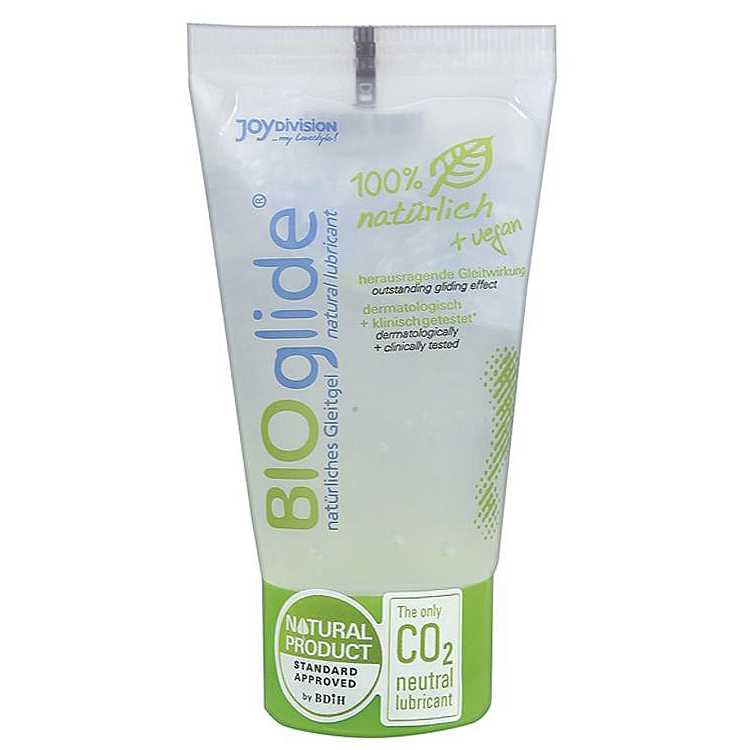 JOYDIVISION
...my Lovestyle!
BIOglide®
natürliches Gleitgel
natural lubricant
100%
natürlich
+ vegan
herausragende Gleitwirkung
outstanding gliding effect
dermatologisch
+ klinisch getestet*
dermatologically
+ clinically tested
NATURAL
PRODUCT
STANDARD
APPROVED
by BDIH
The only
CO2
neutral
lubricant